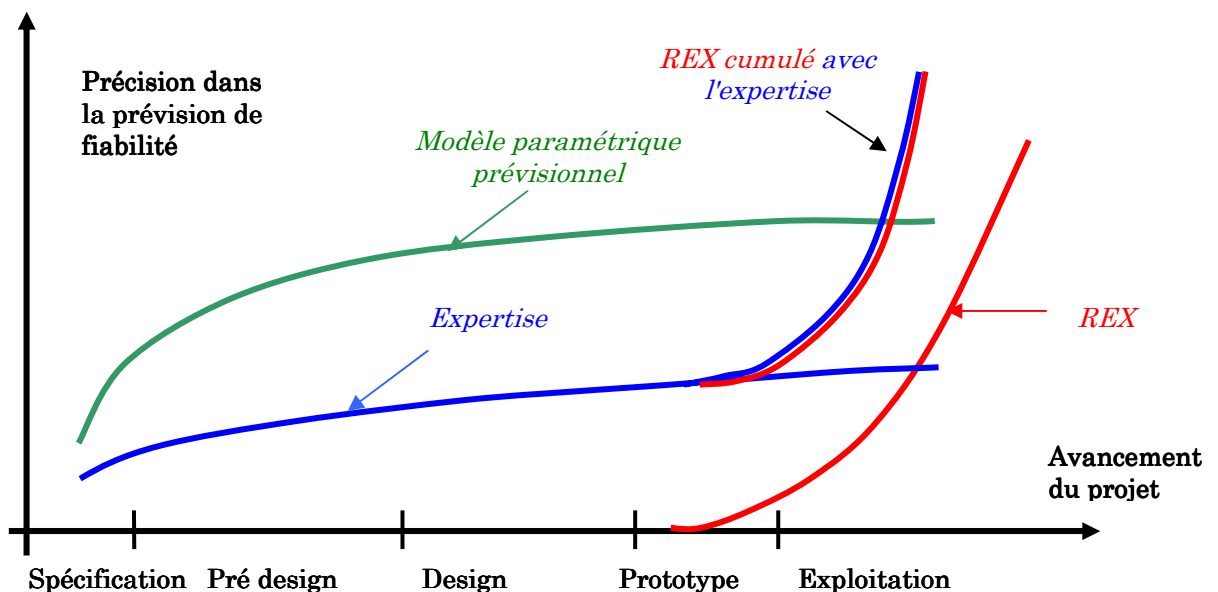 Précision dans
la prévision de
fiabilité
REX cumulé avec
l'expertise
Modèle paramétrique
prévisionnel
Expertise
REX
Avancement
du projet
Spécification Pré design Design Prototype Exploitation